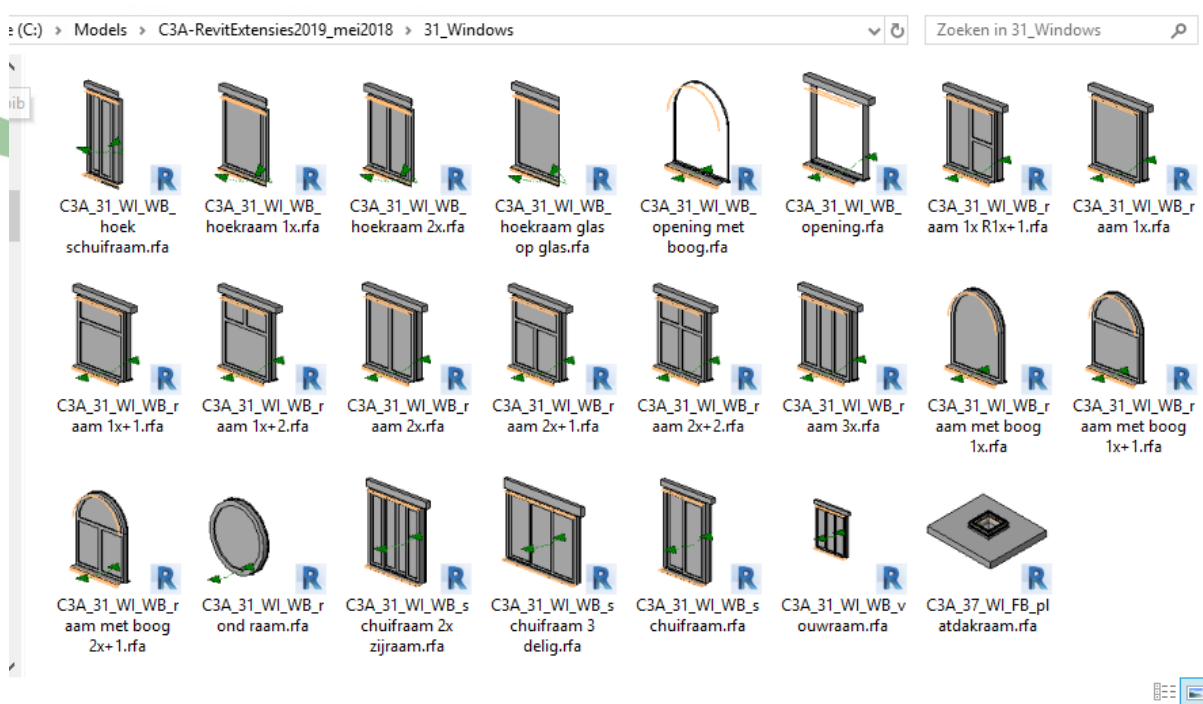 e (C:) > Models > C3A-RevitExtensies2019_mei2018 > 31_Windows
Zoeken in 31_Windows
ib
C3A_31_WI_WB_
hoek
schuifraam.rfa
C3A_31_WI_WB_
hoekraam 1x.rfa
C3A_31_WI_WB_
hoekraam 2x.rfa
C3A_31_WI_WB_
hoekraam glas
op glas.rfa
C3A_31_WI_WB_
opening met
boog.rfa
C3A_31_WI_WB_
opening.rfa
C3A_31_WI_WB_r
aam 1x R1x+1.rfa
C3A_31_WI_WB_r
aam 1x.rfa
C3A_31_WI_WB_r
aam 1x+1.rfa
C3A_31_WI_WB_r
aam 1x+2.rfa
C3A_31_WI_WB_r
aam 2x.rfa
C3A_31_WI_WB_r
aam 2x+1.rfa
C3A_31_WI_WB_r
aam 2x+2.rfa
C3A_31_WI_WB_r
aam 3x.rfa
C3A_31_WI_WB_r
aam met boog
1x.rfa
C3A_31_WI_WB_r
aam met boog
1x+1.rfa
C3A_31_WI_WB_r
aam met boog
2x+1.rfa
C3A_31_WI_WB_r
ond raam.rfa
C3A_31_WI_WB_s
chuifraam 2x
zijraam.rfa
C3A_31_WI_WB_s
chuifraam 3
delig.rfa
C3A_31_WI_WB_s
chuifraam.rfa
C3A_31_WI_WB_v
ouwraam.rfa
C3A_37_WI_FB_pl
atdakraam.rfa